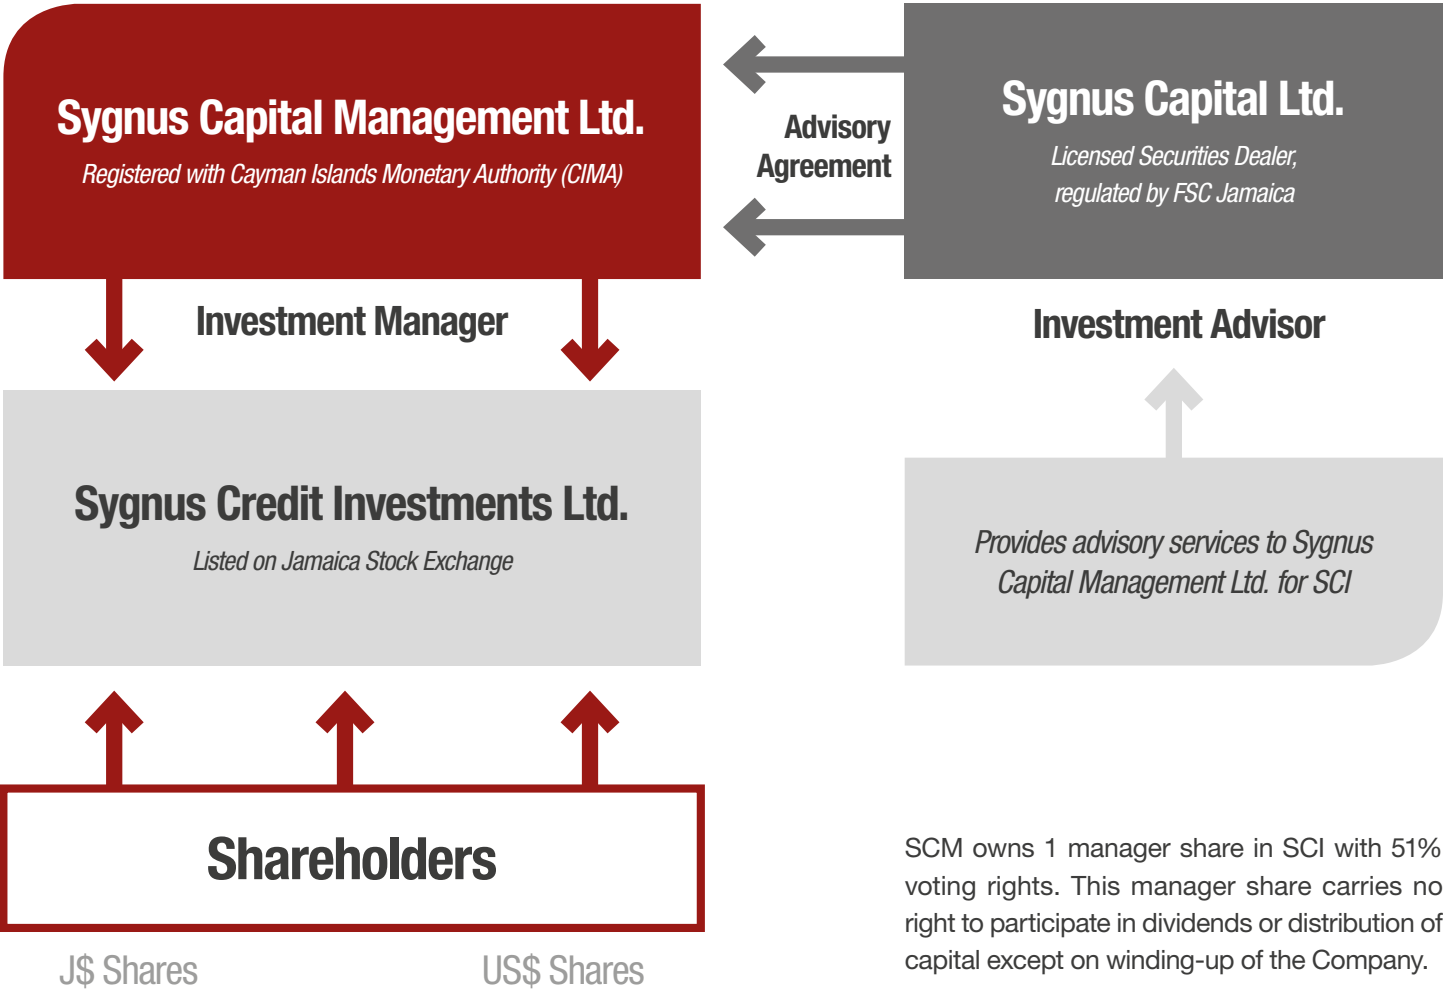 Sygnus Capital Management Ltd.
Registered with Cayman Islands Monetary Authority (CIMA)
Advisory
Agreement
Sygnus Capital Ltd.
Licensed Securities Dealer,
regulated by FSC Jamaica
Investment Manager
Investment Advisor
Sygnus Credit Investments Ltd.
Listed on Jamaica Stock Exchange
Provides advisory services to Sygnus
Capital Management Ltd. for SCI
Shareholders
J$ Shares
US$ Shares
SCM owns 1 manager share in SCI with 51%
voting rights. This manager share carries no
right to participate in dividends or distribution of
capital except on winding-up of the Company.